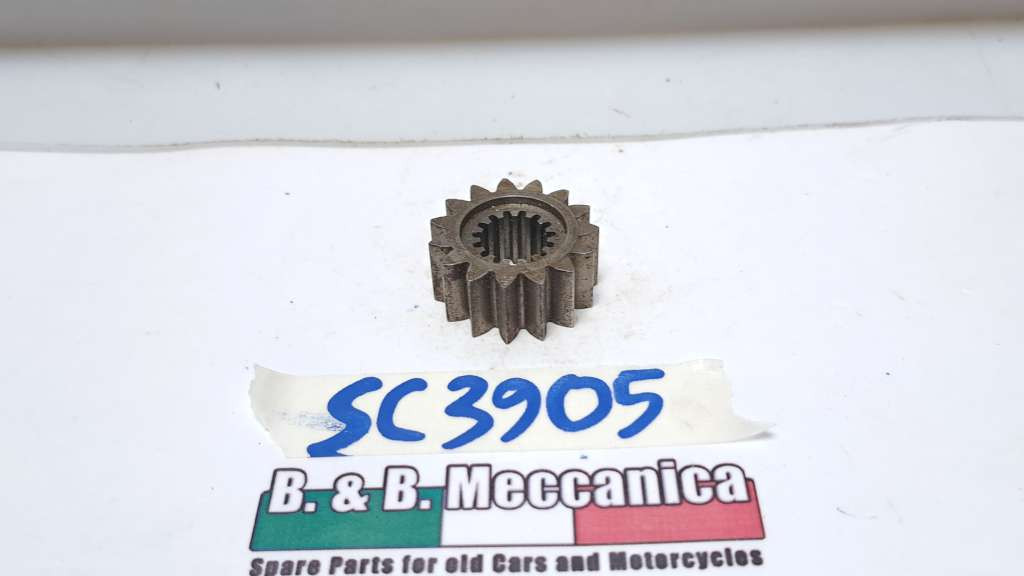 SC3905
B. & B. Meccanica
Spare Parts for old Cars and Motorcycles